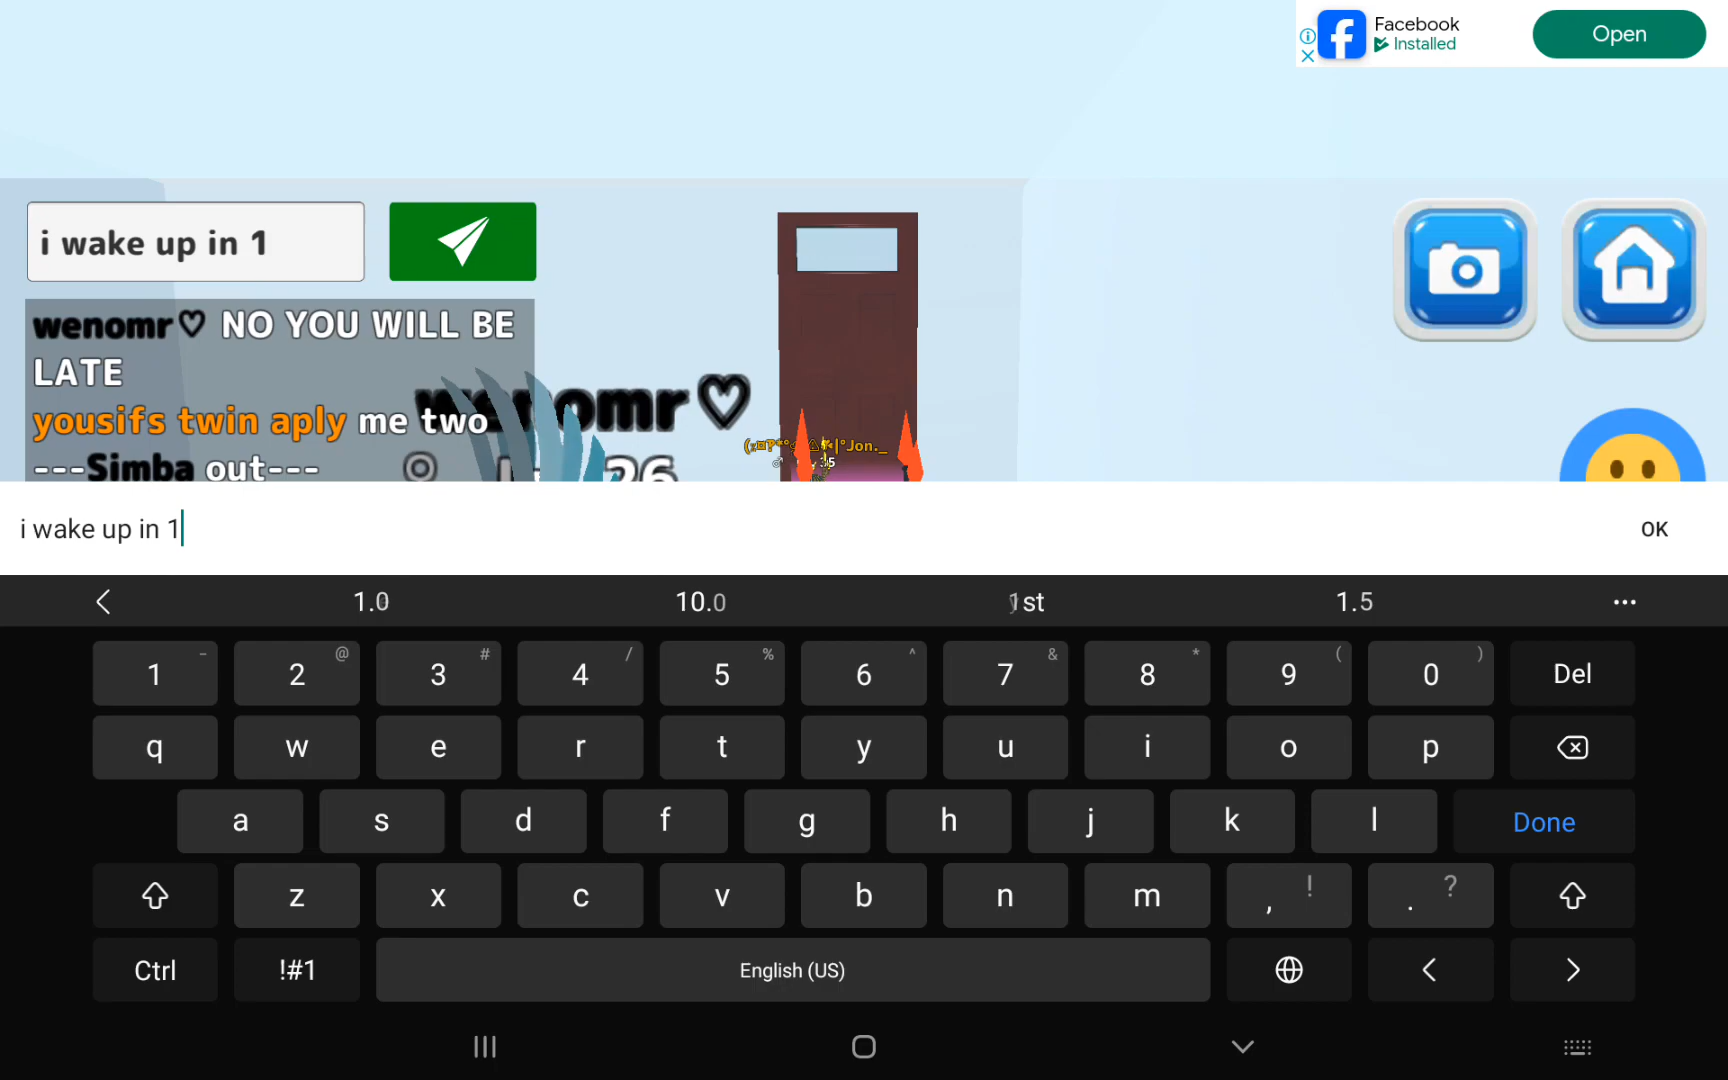 Facebook
Installed
Open
i wake up in 1
wenomr♡ NO YOU WILL BE
LATE
yousifs twin aply me two
---Simba out---
wenomr♡
26
i wake up in 1
OK
1.0
10.0
1st
1.5
1 - 2 @ 3 # 4 / 5 % 6 ^ 7 & 8 * 9 ( 0 ) Del
q w e r t y u i o p
a s d f g h j k l Done
z x c v b n m , ! . ?
Ctrl !#1 English (US)